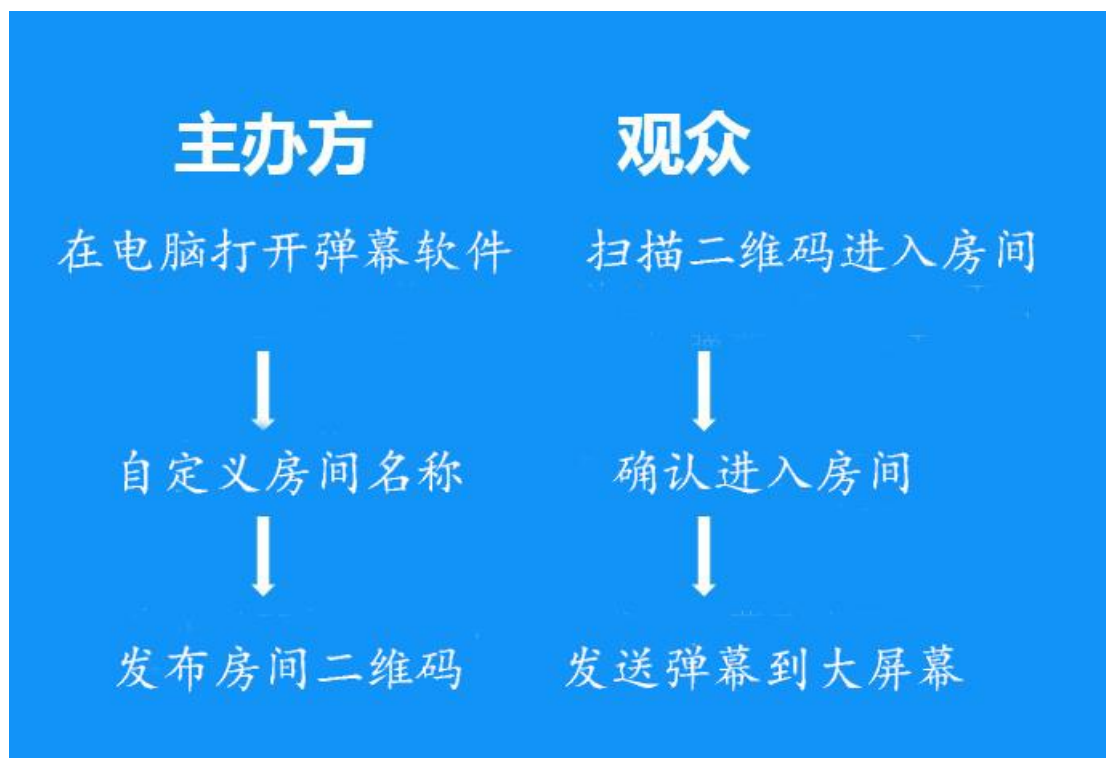 主办方
在电脑打开弹幕软件
自定义房间名称
发布房间二维码
观众
扫描二维码进入房间
确认进入房间
发送弹幕到大屏幕